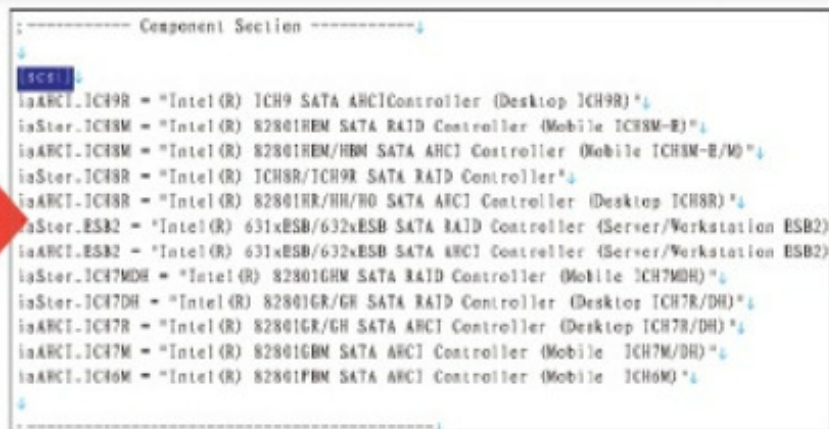 ;----------- Component Section -----------↓
↓
[scsi]↓
iaAHCI.ICH9R = "Intel(R) ICH9 SATA AHCIController (Desktop ICH9R)"↓
iaStor.ICH8M = "Intel(R) 82801HEM SATA RAID Controller (Mobile ICH8M-E)"↓
iaAHCI.ICH8M = "Intel(R) 82801HEM/HBM SATA AHCI Controller (Mobile ICH8M-E/M)"↓
iaStor.ICH8R = "Intel(R) ICH8R/ICH9R SATA RAID Controller"↓
iaAHCI.ICH8R = "Intel(R) 82801HR/HH/HO SATA AHCI Controller (Desktop ICH8R)"↓
iaStor.ESB2 = "Intel(R) 631xESB/632xESB SATA RAID Controller (Server/Workstation ESB2)
iaAHCI.ESB2 = "Intel(R) 631xESB/632xESB SATA AHCI Controller (Server/Workstation ESB2)
iaStor.ICH7MDH = "Intel(R) 82801GHM SATA RAID Controller (Mobile ICH7MDH)"↓
iaStor.ICH7DH = "Intel(R) 82801GR/GH SATA RAID Controller (Desktop ICH7R/DH)"↓
iaAHCI.ICH7R = "Intel(R) 82801GR/GH SATA AHCI Controller (Desktop ICH7R/DH)"↓
iaAHCI.ICH7M = "Intel(R) 82801GBM SATA AHCI Controller (Mobile  ICH7M/DH)"↓
iaAHCI.ICH6M = "Intel(R) 82801FBM SATA AHCI Controller (Mobile  ICH6M)"↓
↓
;-------------------------------------------↓